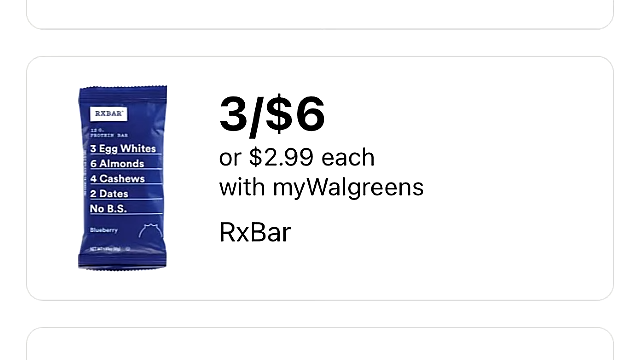 3/$6
or $2.99 each
with myWalgreens
RxBar
RXBAR
12 G.
PROTEIN BAR
3 Egg Whites
6 Almonds
4 Cashews
2 Dates
No B.S.
Blueberry